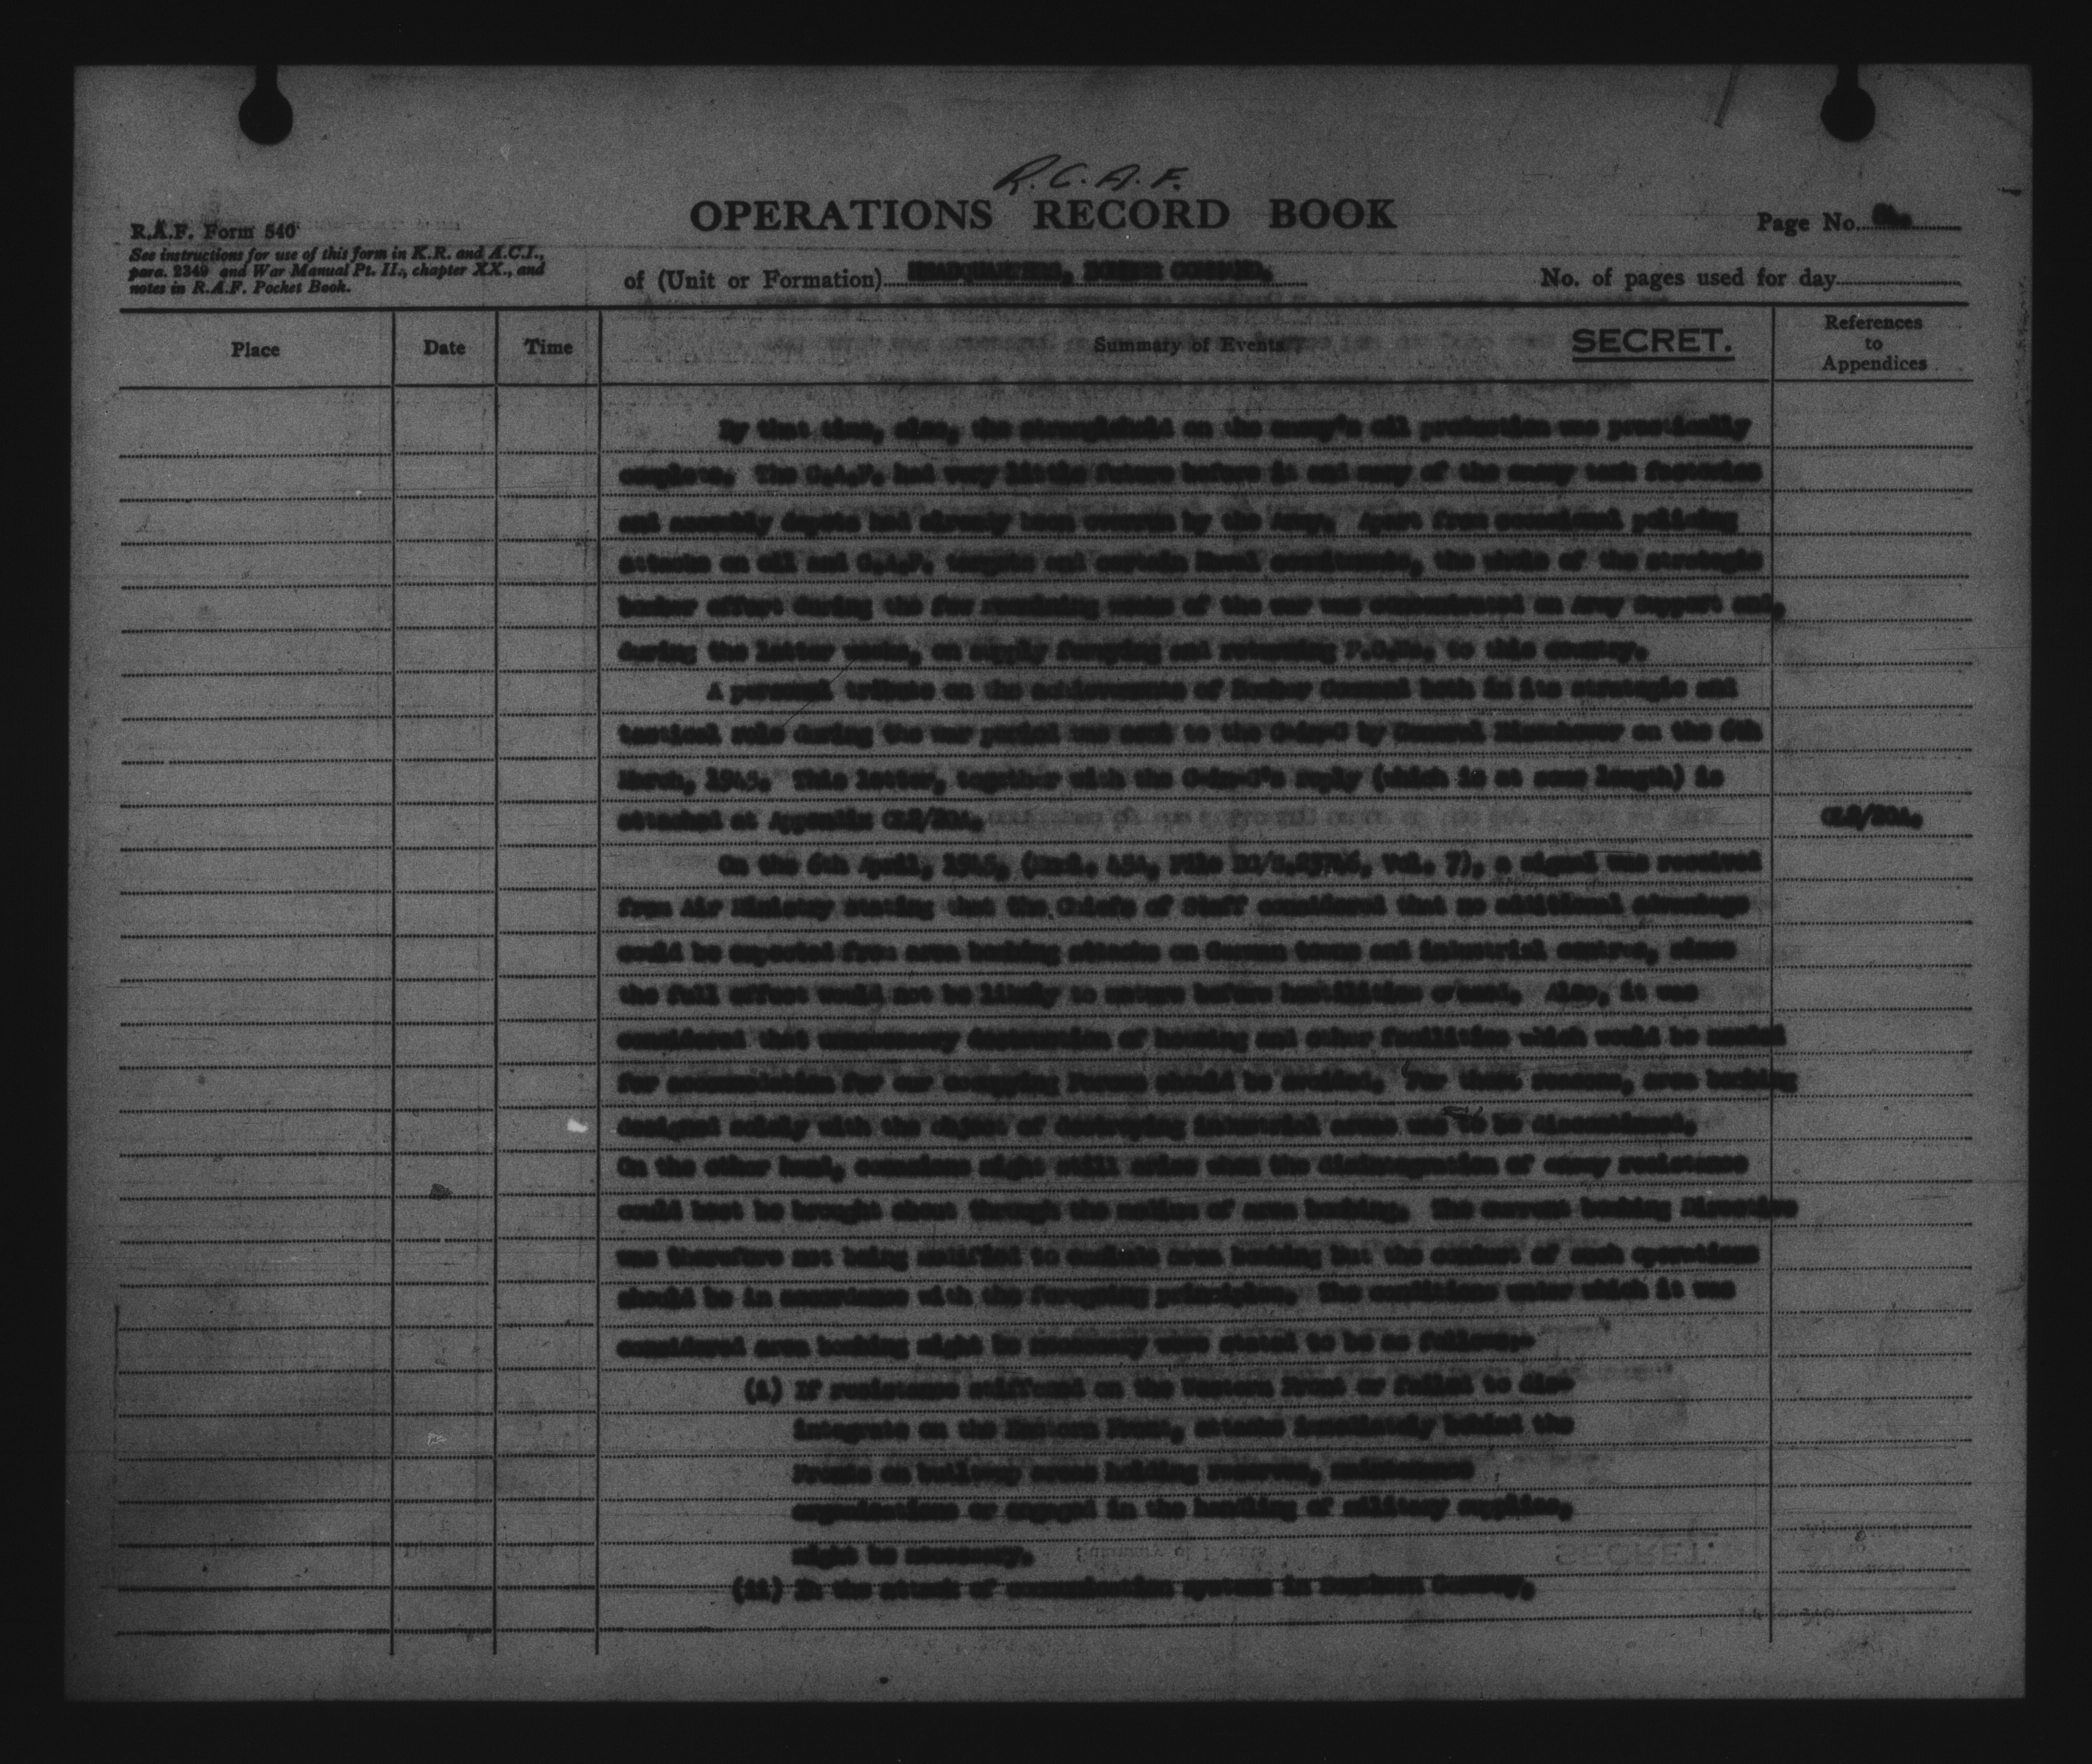 R.C.A.F.
OPERATIONS RECORD BOOK
Page No.
R.A.F. Form 540
See instructions for use of this form in K.R. and A.C.I.,
para. 2349 and War Manual Pt. II., chapter XX., and
notes in R.A.F. Pocket Book.
of (Unit or Formation) HEADQUARTERS, BOMBER COMMAND.
No. of pages used for day
Place Date Time Summary of Events SECRET. References to Appendices
By that time, also, the stranglehold on the enemy's oil production was practically
complete. The G.A.F. had very little future before it and many of the enemy tank factories
and assembly depots had already been overrun by the Army. Apart from occasional policing
attacks on oil and G.A.F. targets and certain Naval commitments, the whole of the strategic
bomber effort during the few remaining weeks of the war was concentrated on Army Support and,
during the latter weeks, on supply ferrying and returning P.O.Ws. to this country.
A personal tribute on the achievements of Bomber Command both in its strategic and
tactical role during the war period was sent to the C-in-C by General Eisenhower on the 6th
March, 1945. This letter, together with the C-in-C's reply (which is at some length) is
attached at Appendix
On the 6th April, 1945, (Encl. Vol. 7), a signal was received
from Air Ministry stating that the Chiefs of Staff considered that no additional advantage
could be expected from area bombing attacks on German towns and industrial centres, since
the full effect would not be likely to mature before hostilities ceased. Also, it was
considered that unnecessary destruction of housing and other facilities which would be needed
for accommodation for our occupying Forces should be avoided. For these reasons, area bombing
designed solely with the object of destroying industrial areas was to be discontinued.
On the other hand, occasions might still arise when the disintegration of enemy resistance
could best be brought about through the medium of area bombing. The current bombing Directive
was therefore not being modified to exclude area bombing but the conduct of such operations
should be in accordance with the foregoing principles. The conditions under which it was
considered area bombing might be necessary were stated to be as follows:-
(i) If resistance stiffened on the Western Front or failed to dis-
integrate on the Eastern Front, attacks immediately behind the
Fronts on built-up areas holding reserves, maintenance
organisations or engaged in the handling of military supplies,
might be necessary.
(ii) In the attack of communication systems in Southern Germany,